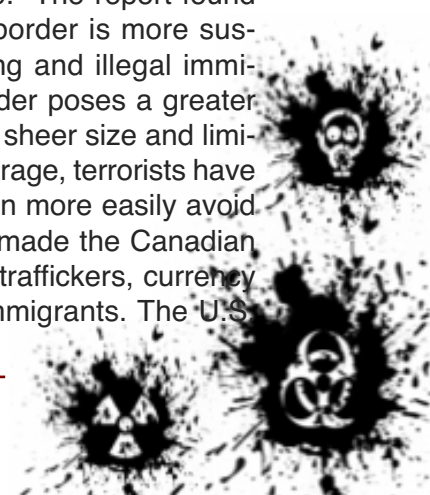 The report found
border is more sus-
ng and illegal immi-
der poses a greater
sheer size and limi-
rage, terrorists have
n more easily avoid
made the Canadian
traffickers, currency
mmigrants. The U.S.